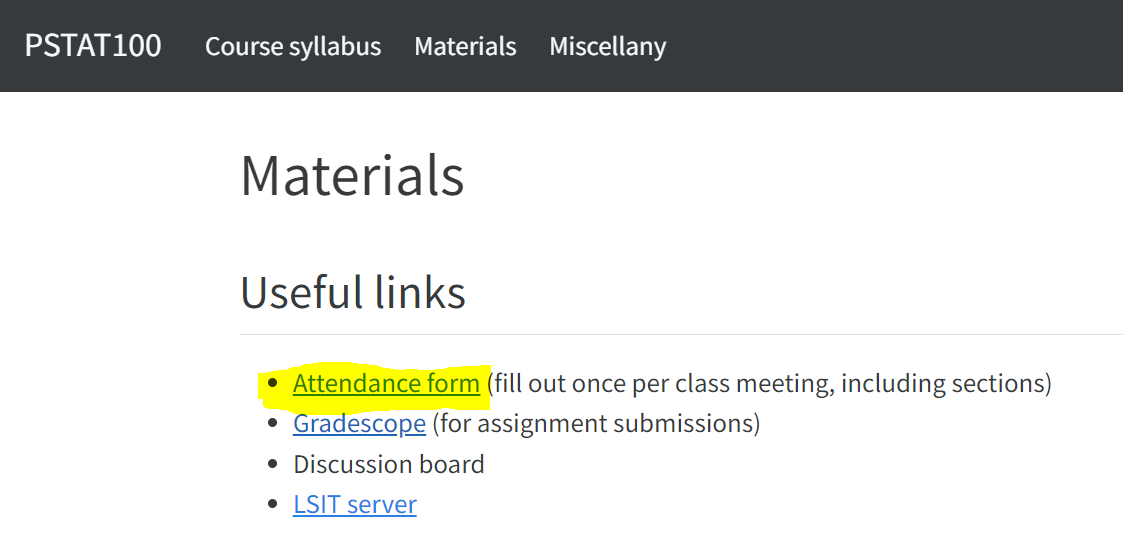 PSTAT100 Course syllabus Materials Miscellany
Materials
Useful links
Attendance form (fill out once per class meeting, including sections)
Gradescope (for assignment submissions)
Discussion board
LSIT server